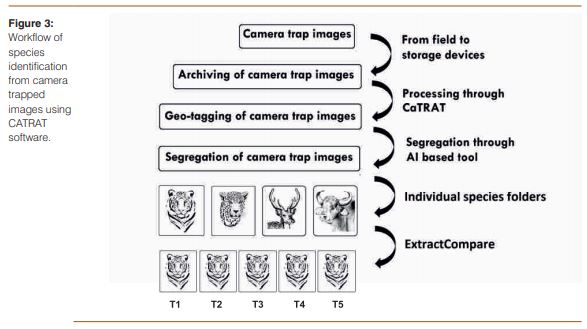 Figure 3:
Workflow of
species
identification
from camera
trapped
images using
CATRAT
software.
Camera trap images
From field to
storage devices
Archiving of camera trap images
Processing through
CaTRAT
Geo-tagging of camera trap images
Segregation through
AI based tool
Segregation of camera trap images
Individual species folders
ExtractCompare
T1 T2 T3 T4 T5